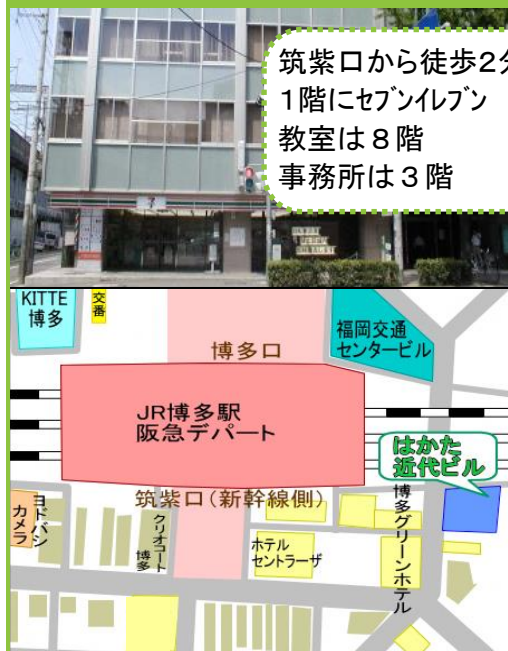 筑紫口から徒歩2分
1階にセブンイレブン
教室は8階
事務所は3階
KITTE
博多
交番
福岡交通
センタービル
博多口
JR博多駅
阪急デパート
はかた
近代ビル
筑紫口(新幹線側)
ヨドバシ
カメラ
クリオコート
博多
ホテル
セントラーザ
博多グリーンホテル